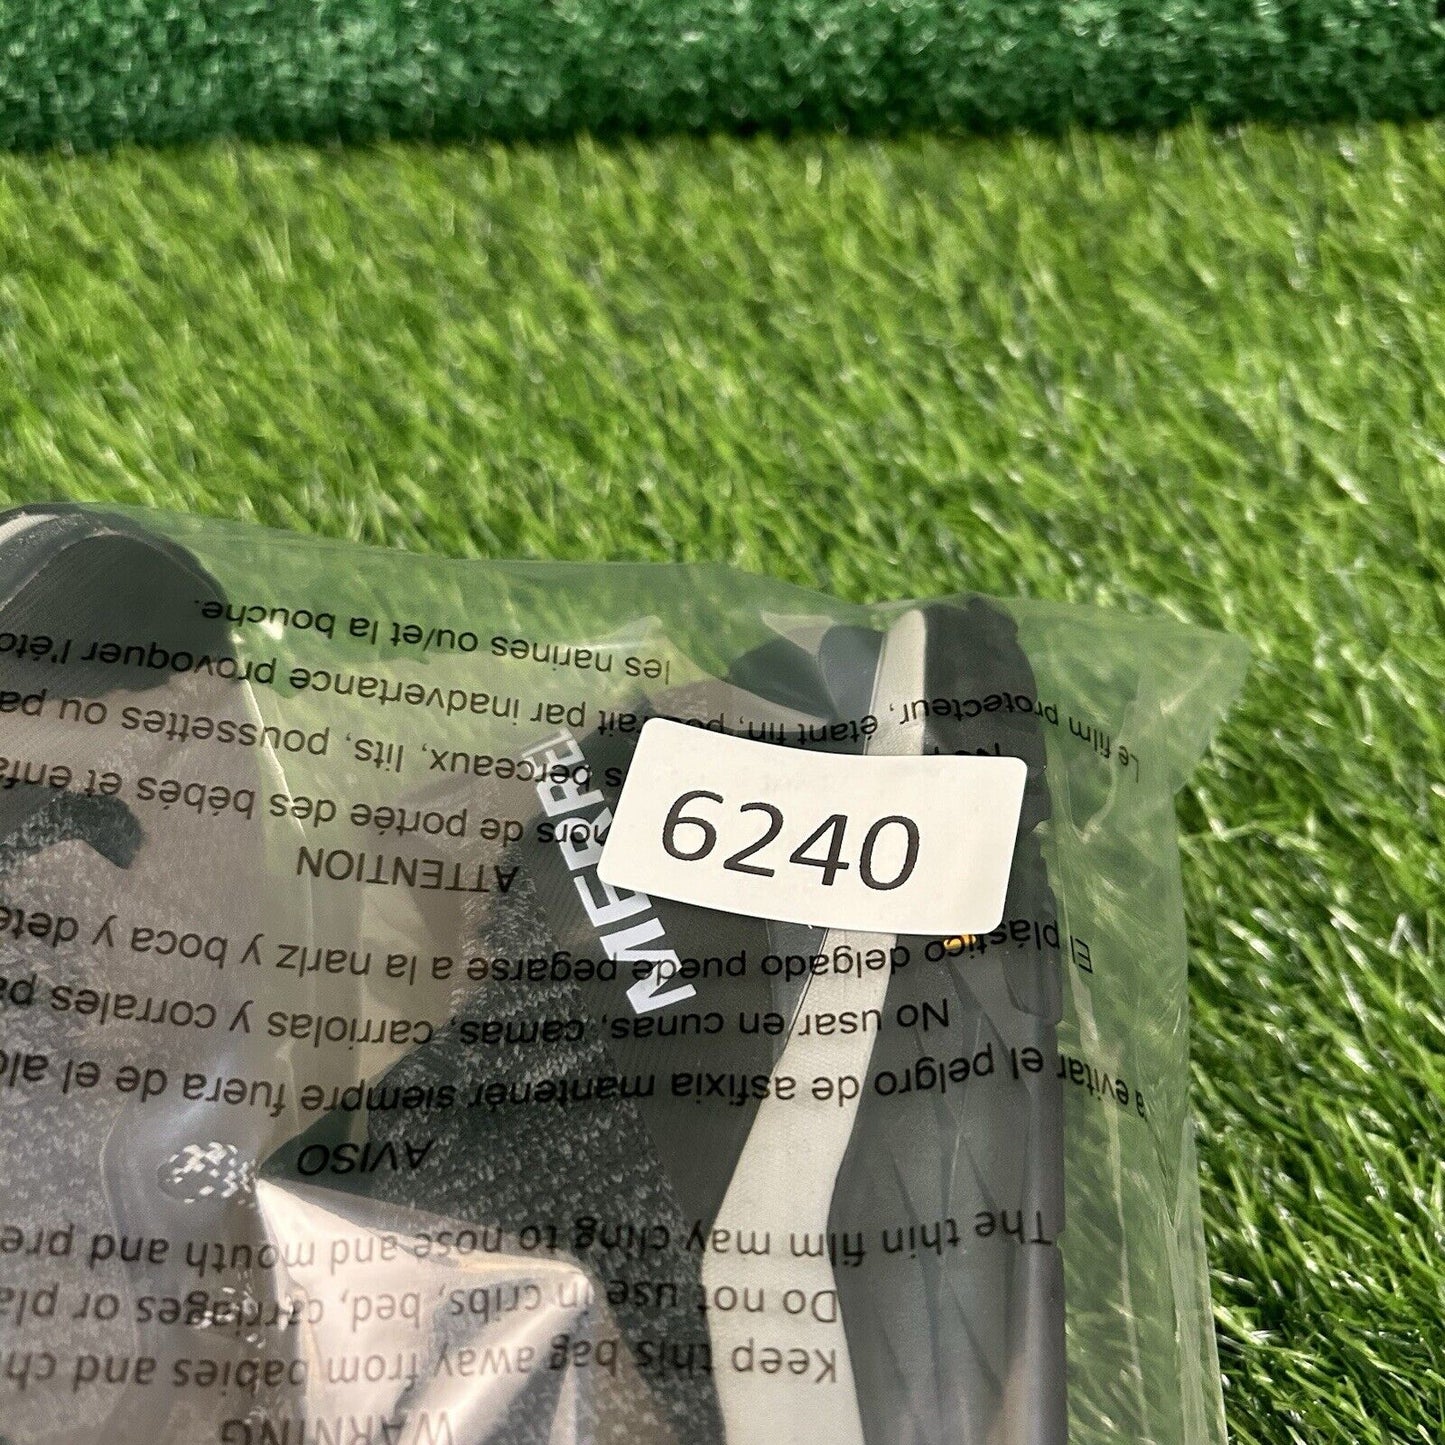 6240
MERRE
WARNING
Keep this bag away from babies and ch
Do not use in cribs, bed, carriages or pla
The thin film may cling to nose and mouth and pre
AVISO
a evitar el pelgro de asfixia mantener siempre fuera de el alc
No usar en cunas, camas, carriolas y corrales pa
El plástico delgado puede pegarse a la nariz y boca y dete
ATTENTION
hors de portée des bébés et enfa
berceaux, lits, poussettes ou pa
Le film protecteur, étant fin, par inadvertance provoquer l'éto
les narines ou/et la bouche.